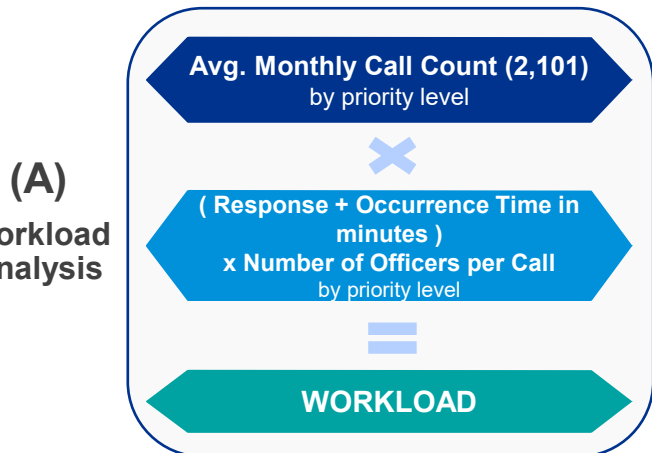 Avg. Monthly Call Count (2,101)
by priority level
(A)
orkload
nalysis
( Response + Occurrence Time in
minutes )
x Number of Officers per Call
by priority level
WORKLOAD